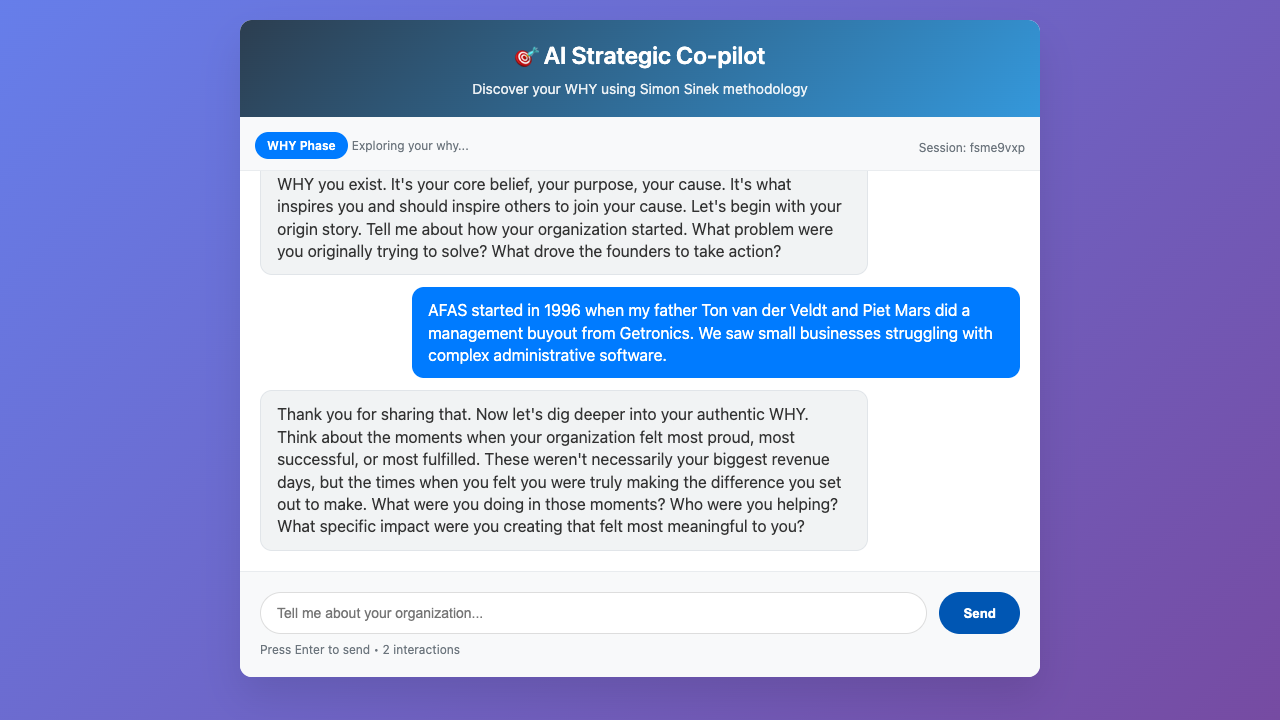 🎯 AI Strategic Co-pilot
Discover your WHY using Simon Sinek methodology
WHY Phase Exploring your why...
Session: fsme9vxp
WHY you exist. It's your core belief, your purpose, your cause. It's what
inspires you and should inspire others to join your cause. Let's begin with your
origin story. Tell me about how your organization started. What problem were
you originally trying to solve? What drove the founders to take action?
AFAS started in 1996 when my father Ton van der Veldt and Piet Mars did a
management buyout from Getronics. We saw small businesses struggling with
complex administrative software.
Thank you for sharing that. Now let's dig deeper into your authentic WHY.
Think about the moments when your organization felt most proud, most
successful, or most fulfilled. These weren't necessarily your biggest revenue
days, but the times when you felt you were truly making the difference you set
out to make. What were you doing in those moments? Who were you helping?
What specific impact were you creating that felt most meaningful to you?
Tell me about your organization...
Send
Press Enter to send • 2 interactions